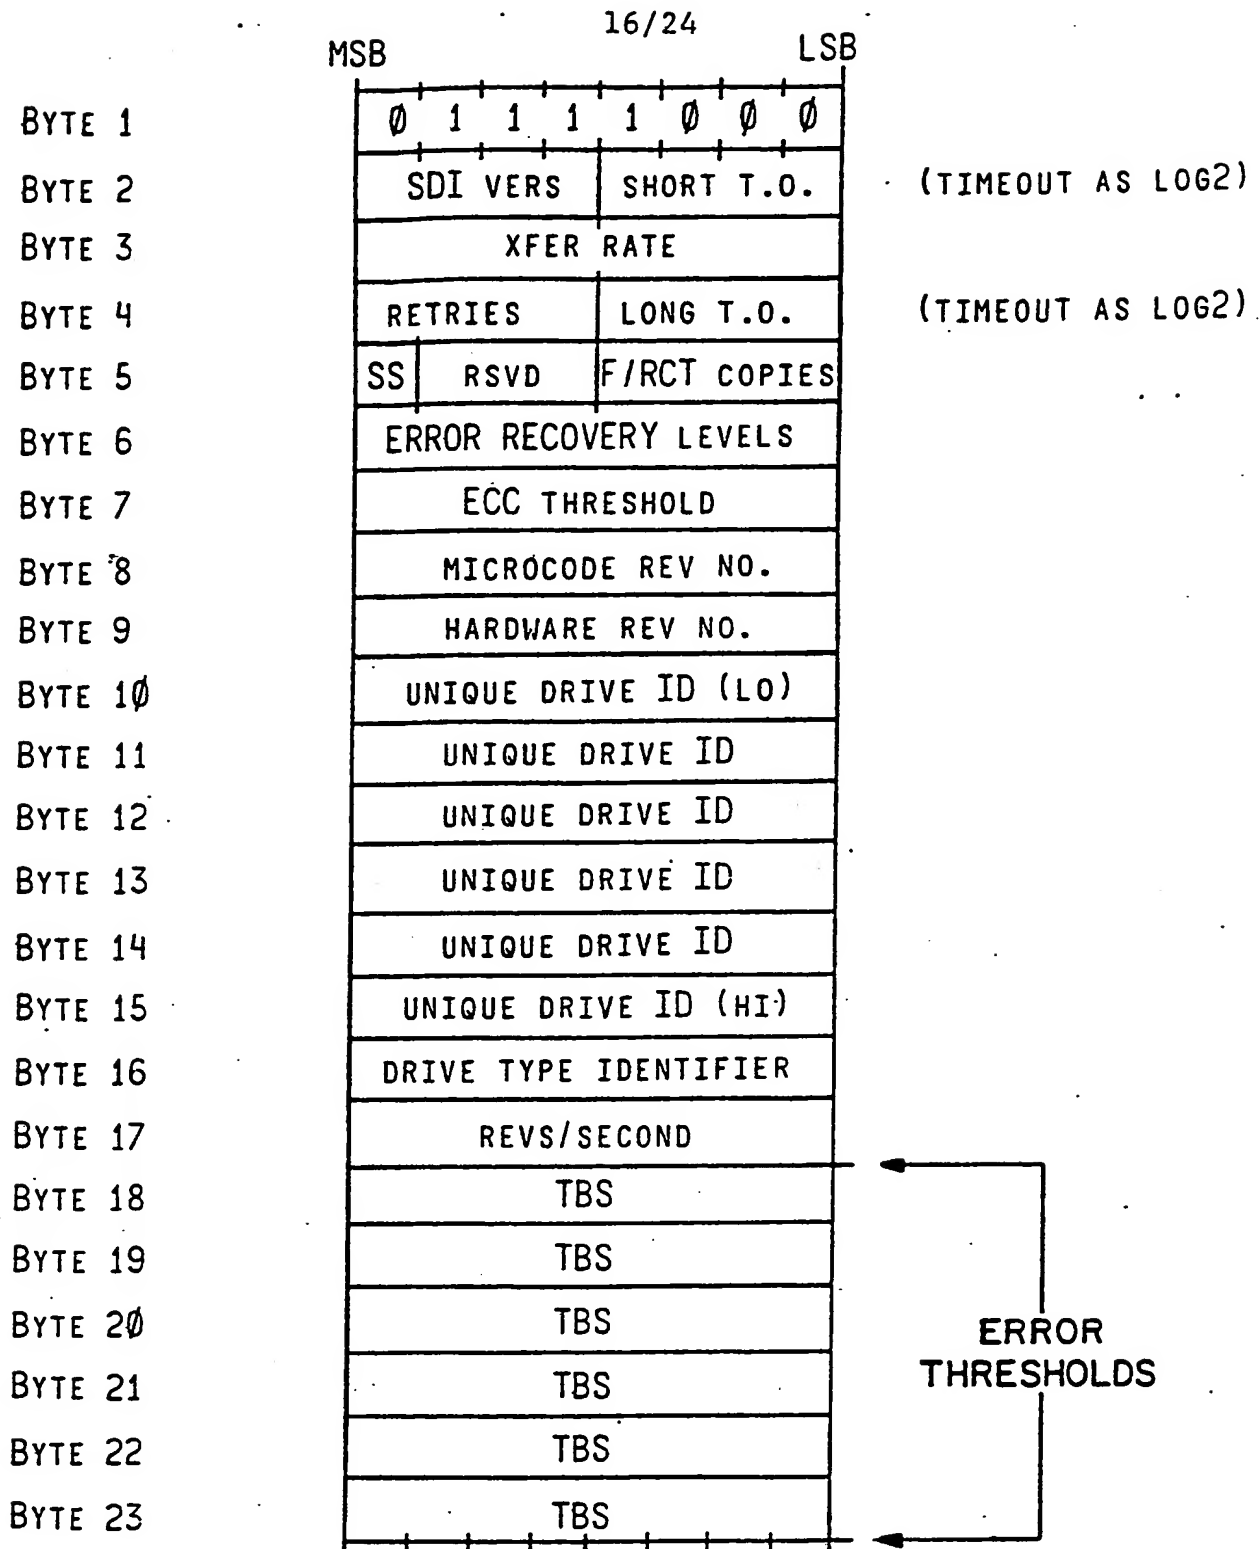 16/24
MSB LSB
BYTE 1 Ø 1 1 1 1 Ø Ø Ø
BYTE 2 SDI VERS SHORT T.O. (TIMEOUT AS LOG2)
BYTE 3 XFER RATE
BYTE 4 RETRIES LONG T.O. (TIMEOUT AS LOG2)
BYTE 5 SS RSVD F/RCT COPIES
BYTE 6 ERROR RECOVERY LEVELS
BYTE 7 ECC THRESHOLD
BYTE 8 MICROCODE REV NO.
BYTE 9 HARDWARE REV NO.
BYTE 1Ø UNIQUE DRIVE ID (LO)
BYTE 11 UNIQUE DRIVE ID
BYTE 12 UNIQUE DRIVE ID
BYTE 13 UNIQUE DRIVE ID
BYTE 14 UNIQUE DRIVE ID
BYTE 15 UNIQUE DRIVE ID (HI)
BYTE 16 DRIVE TYPE IDENTIFIER
BYTE 17 REVS/SECOND
BYTE 18 TBS
BYTE 19 TBS
BYTE 2Ø TBS
ERROR
THRESHOLDS
BYTE 21 TBS
BYTE 22 TBS
BYTE 23 TBS